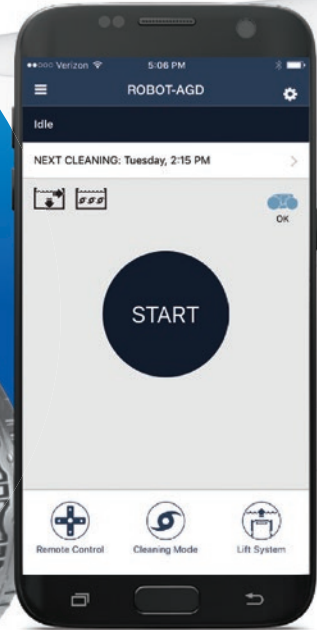 Verizon 5:06 PM
ROBOT-AGD
Idle
NEXT CLEANING: Tuesday, 2:15 PM
OK
START
Remote Control Cleaning Mode Lift System